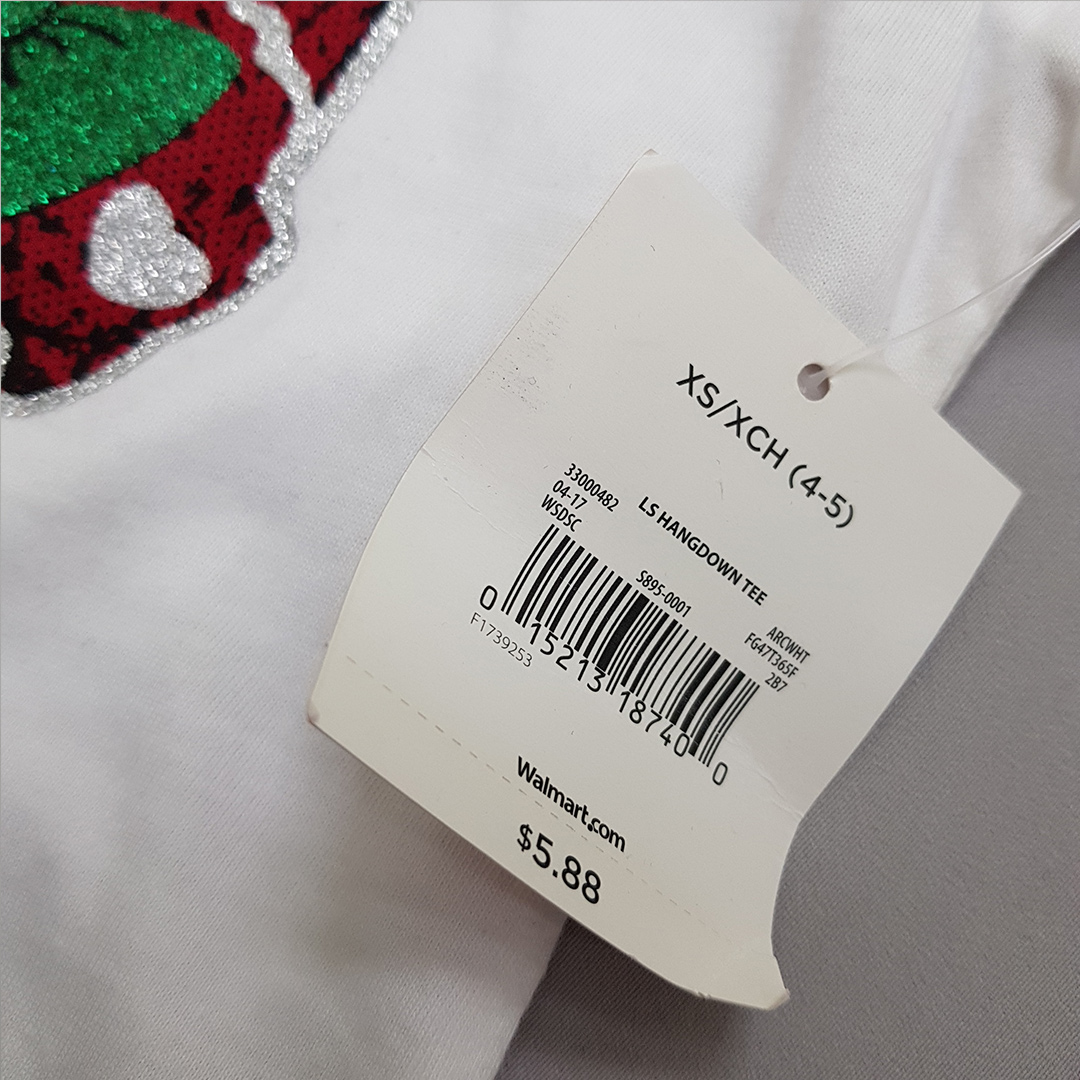 XS/XCH (4-5)
33000482
04-17
WSDSC
LS HANGDOWN TEE
5895-0001
ARCWHT
FG47T365F
2B7
0 15213 18740 0
F1739253
Walmart.com
$5.88